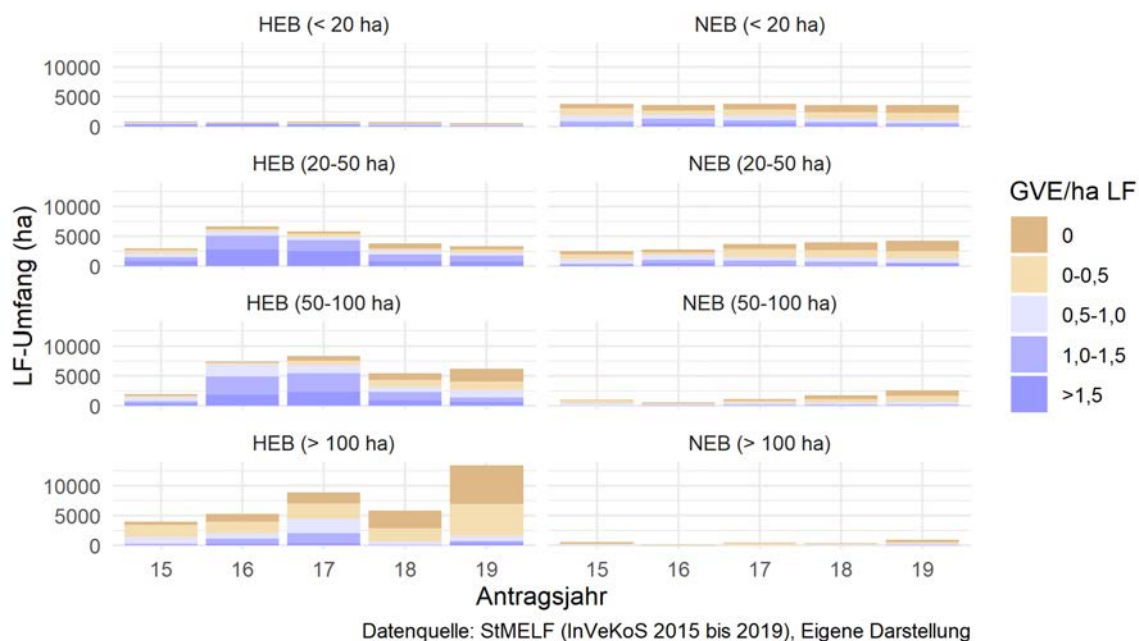 HEB (< 20 ha)
NEB (< 20 ha)
10000
5000
0
HEB (20-50 ha)
NEB (20-50 ha)
10000
5000
0
HEB (50-100 ha)
NEB (50-100 ha)
10000
5000
0
HEB (> 100 ha)
NEB (> 100 ha)
10000
5000
0
15 16 17 18 19
15 16 17 18 19
LF-Umfang (ha)
Antragsjahr
GVE/ha LF
0
0-0,5
0,5-1,0
1,0-1,5
>1,5
Datenquelle: StMELF (InVeKoS 2015 bis 2019), Eigene Darstellung